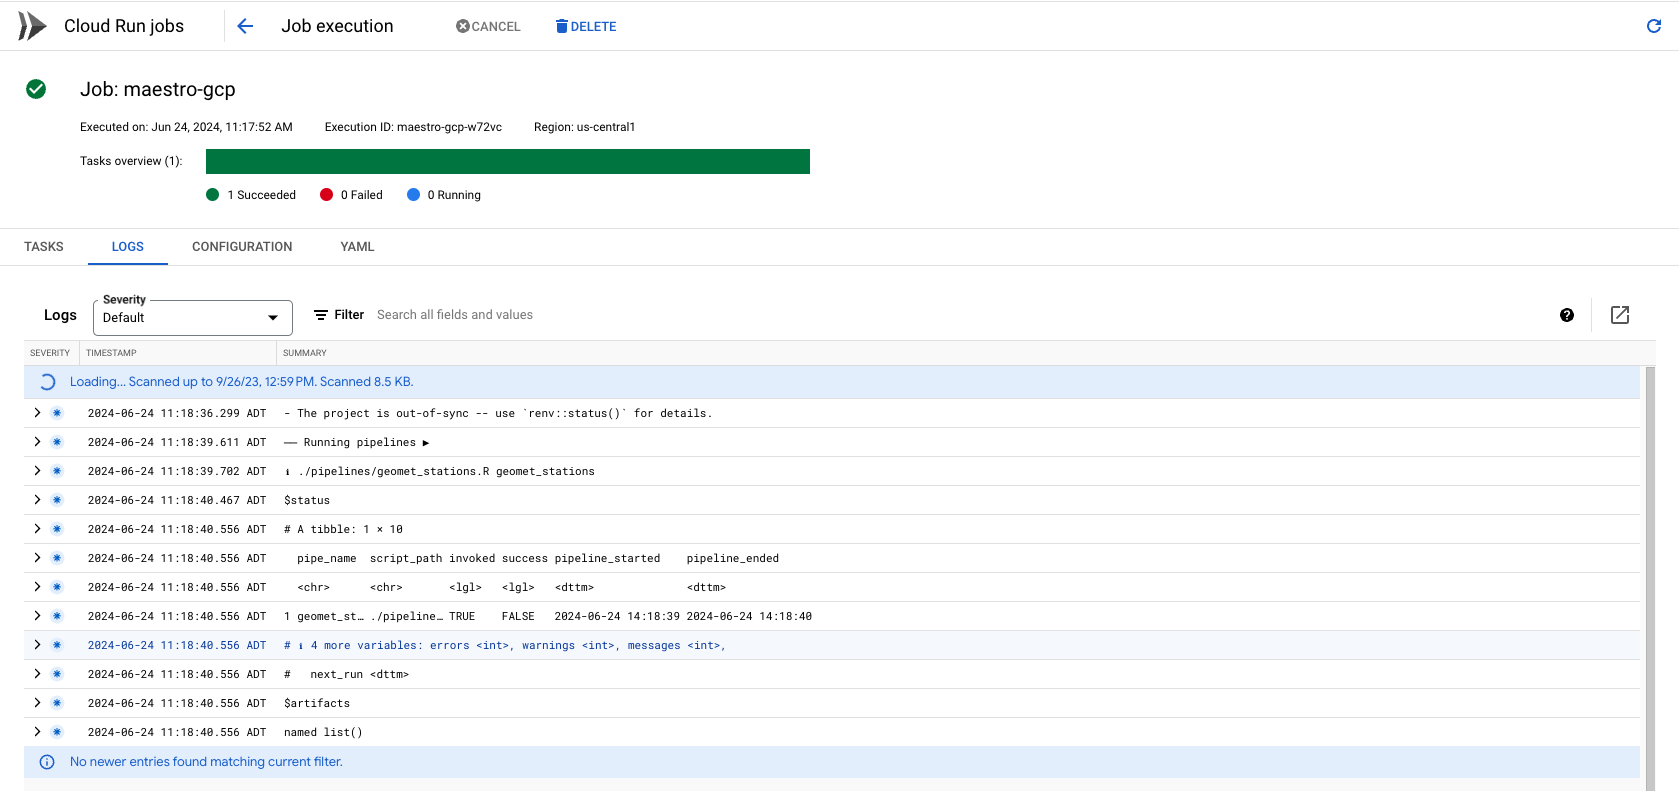 Cloud Run jobs Job execution CANCEL DELETE
Job: maestro-gcp
Executed on: Jun 24, 2024, 11:17:52 AM Execution ID: maestro-gcp-w72vc Region: us-central1
Tasks overview (1):
1 Succeeded 0 Failed 0 Running
TASKS LOGS CONFIGURATION YAML
Severity
Logs Default Filter Search all fields and values
SEVERITY TIMESTAMP SUMMARY
Loading... Scanned up to 9/26/23, 12:59 PM. Scanned 8.5 KB.
2024-06-24 11:18:36.299 ADT - The project is out-of-sync -- use `renv::status()` for details.
2024-06-24 11:18:39.611 ADT ── Running pipelines ▶
2024-06-24 11:18:39.702 ADT ℹ ./pipelines/geomet_stations.R geomet_stations
2024-06-24 11:18:40.467 ADT $status
2024-06-24 11:18:40.556 ADT # A tibble: 1 × 10
2024-06-24 11:18:40.556 ADT pipe_name script_path invoked success pipeline_started pipeline_ended
2024-06-24 11:18:40.556 ADT <chr> <chr> <lgl> <lgl> <dttm> <dttm>
2024-06-24 11:18:40.556 ADT 1 geomet_st… ./pipeline… TRUE FALSE 2024-06-24 14:18:39 2024-06-24 14:18:40
2024-06-24 11:18:40.556 ADT # ℹ 4 more variables: errors <int>, warnings <int>, messages <int>,
2024-06-24 11:18:40.556 ADT # next_run <dttm>
2024-06-24 11:18:40.556 ADT $artifacts
2024-06-24 11:18:40.556 ADT named list()
No newer entries found matching current filter.